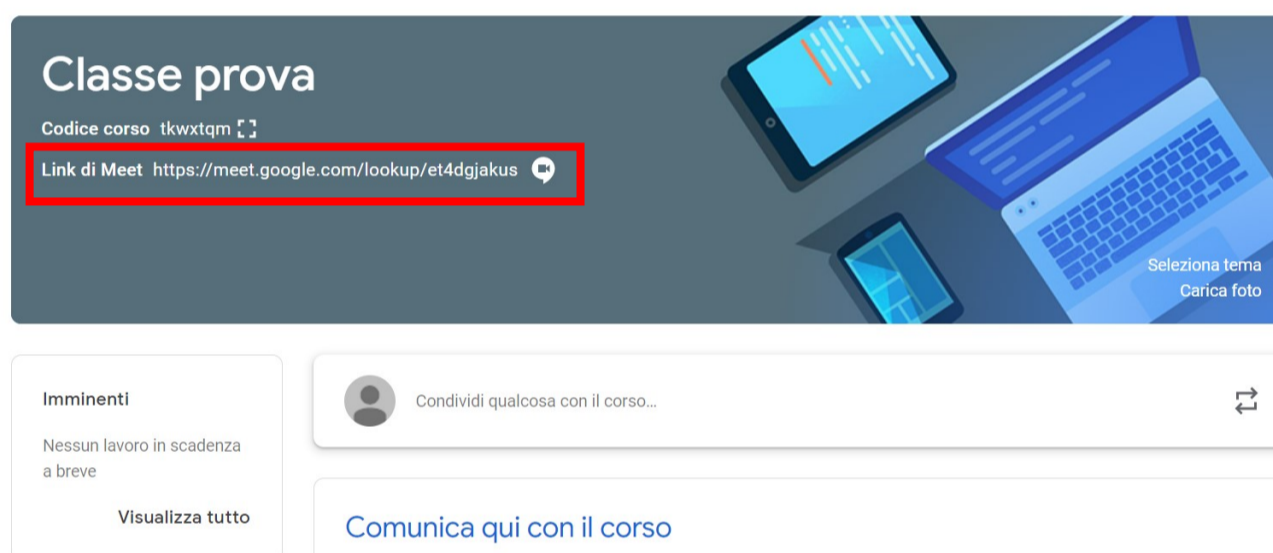 Classe prova
Codice corso tkwxtqm
Link di Meet https://meet.google.com/lookup/et4dgjakus
Seleziona tema
Carica foto
Imminenti
Nessun lavoro in scadenza
a breve
Visualizza tutto
Condividi qualcosa con il corso...
Comunica qui con il corso